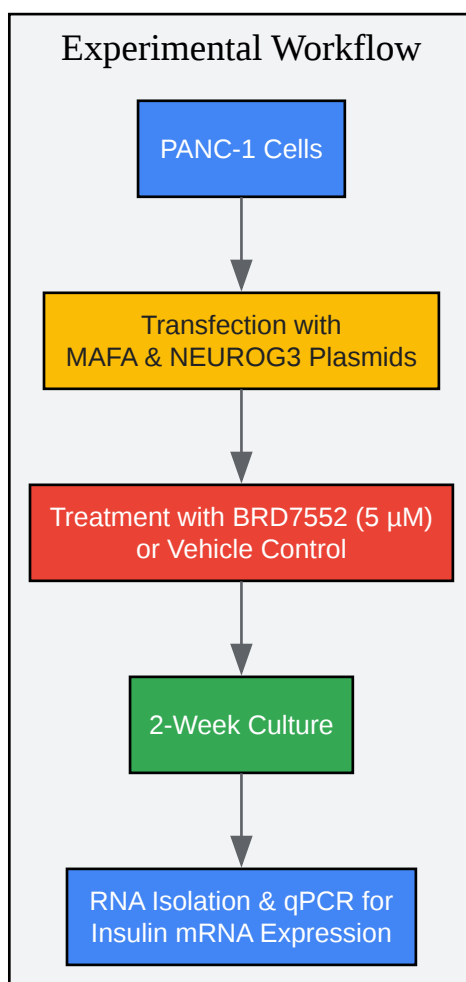 Experimental Workflow
PANC-1 Cells
Transfection with
MAFA & NEUROG3 Plasmids
Treatment with BRD7552 (5 µM)
or Vehicle Control
2-Week Culture
RNA Isolation & qPCR for
Insulin mRNA Expression